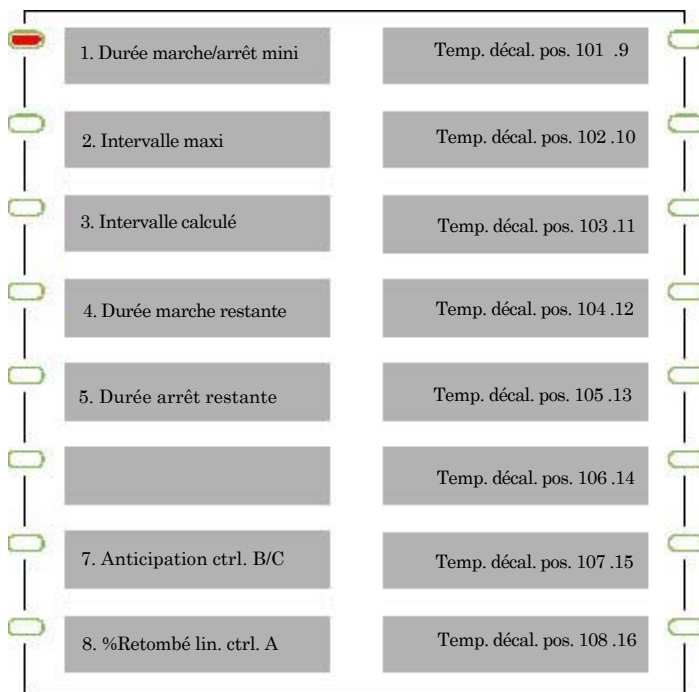 1. Durée marche/arrêt mini
2. Intervalle maxi
3. Intervalle calculé
4. Durée marche restante
5. Durée arrêt restante
7. Anticipation ctrl. B/C
8. %Retombé lin. ctrl. A
Temp. décal. pos. 101 .9
Temp. décal. pos. 102 .10
Temp. décal. pos. 103 .11
Temp. décal. pos. 104 .12
Temp. décal. pos. 105 .13
Temp. décal. pos. 106 .14
Temp. décal. pos. 107 .15
Temp. décal. pos. 108 .16